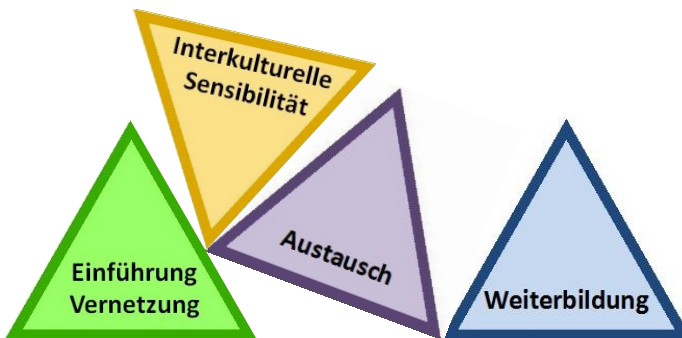 Interkulturelle
Sensibilität
Einführung
Vernetzung
Austausch
Weiterbildung